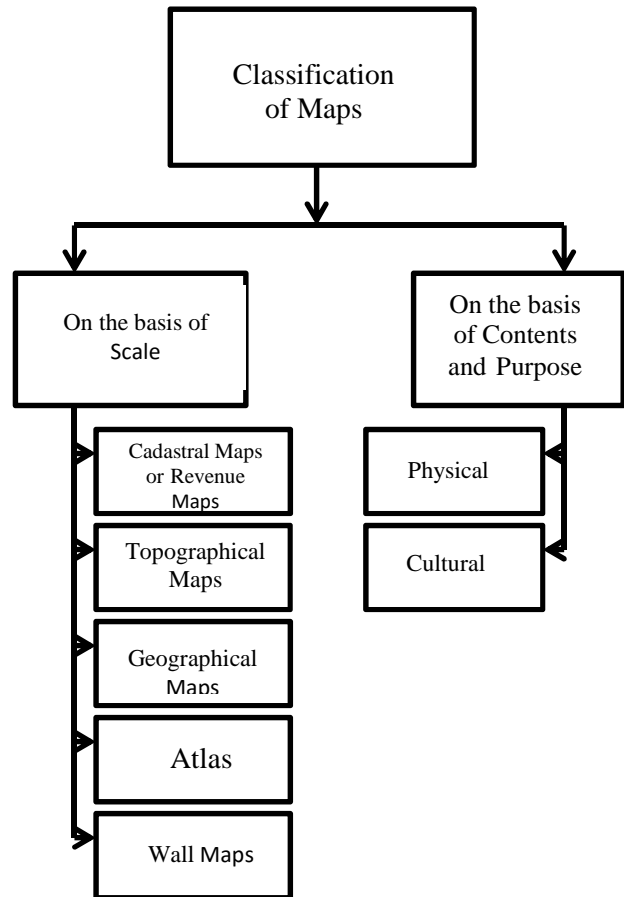 Classification
of Maps
On the basis of
Scale
On the basis
of Contents
and Purpose
Cadastral Maps
or Revenue
Maps
Topographical
Maps
Geographical
Maps
Atlas
Wall Maps
Physical
Cultural